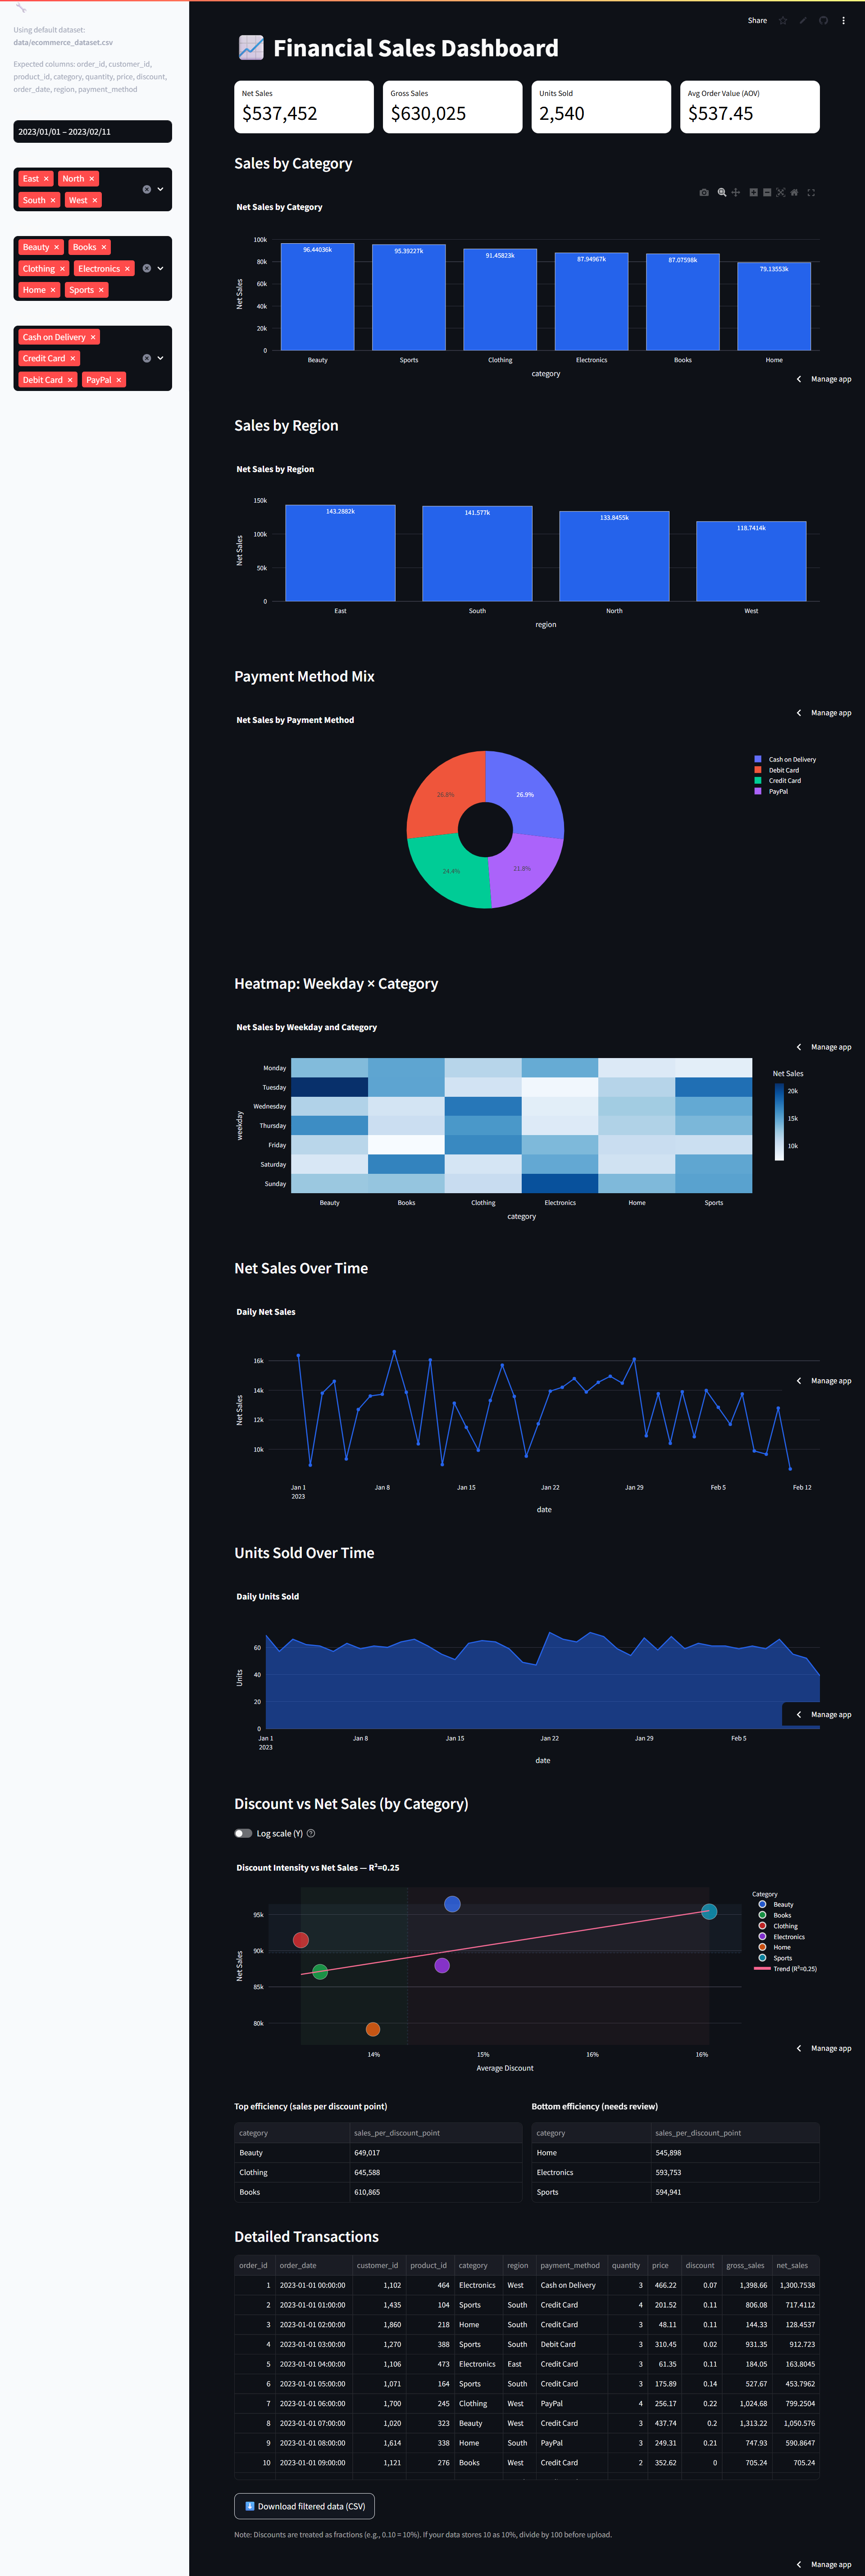 Using default dataset:
data/ecommerce_dataset.csv
Expected columns: order_id, customer_id,
product_id, category, quantity, price, discount,
order_date, region, payment_method
2023/01/01 – 2023/02/11
East × North ×
South × West ×
Beauty × Books ×
Clothing × Electronics ×
Home × Sports ×
Cash on Delivery ×
Credit Card ×
Debit Card × PayPal ×
Share
Financial Sales Dashboard
Net Sales
$537,452
Gross Sales
$630,025
Units Sold
2,540
Avg Order Value (AOV)
$537.45
Sales by Category
Net Sales by Category
Net Sales
100k
80k
60k
40k
20k
0
96.44036k 95.39227k 91.45823k 87.94967k 87.07598k 79.13553k
Beauty Sports Clothing Electronics Books Home
category
Manage app
Sales by Region
Net Sales by Region
Net Sales
150k
100k
50k
0
143.2882k 141.577k 133.8455k 118.7414k
East South North West
region
Payment Method Mix
Manage app
Net Sales by Payment Method
Cash on Delivery
Debit Card
Credit Card
PayPal
26.8% 26.9%
24.4% 21.8%
Heatmap: Weekday × Category
Net Sales by Weekday and Category
Manage app
weekday
Monday
Tuesday
Wednesday
Thursday
Friday
Saturday
Sunday
Net Sales
20k
15k
10k
Beauty Books Clothing Electronics Home Sports
category
Net Sales Over Time
Daily Net Sales
Net Sales
16k
14k
12k
10k
Manage app
Jan 1 Jan 8 Jan 15 Jan 22 Jan 29 Feb 5 Feb 12
2023
date
Units Sold Over Time
Daily Units Sold
Units
60
40
20
0
Manage app
Jan 1 Jan 8 Jan 15 Jan 22 Jan 29 Feb 5
2023
date
Discount vs Net Sales (by Category)
Log scale (Y)
Discount Intensity vs Net Sales — R²=0.25
Net Sales
95k
90k
85k
80k
Category
Beauty
Books
Clothing
Electronics
Home
Sports
Trend (R²=0.25)
14% 15% 16% 16%
Average Discount
Manage app
Top efficiency (sales per discount point)
category sales_per_discount_point
Beauty 649,017
Clothing 645,588
Books 610,865
Bottom efficiency (needs review)
category sales_per_discount_point
Home 545,898
Electronics 593,753
Sports 594,941
Detailed Transactions
order_id order_date customer_id product_id category region payment_method quantity price discount gross_sales net_sales
1 2023-01-01 00:00:00 1,102 464 Electronics West Cash on Delivery 3 466.22 0.07 1,398.66 1,300.7538
2 2023-01-01 01:00:00 1,435 104 Sports South Credit Card 4 201.52 0.11 806.08 717.4112
3 2023-01-01 02:00:00 1,860 218 Home South Credit Card 3 48.11 0.11 144.33 128.4537
4 2023-01-01 03:00:00 1,270 388 Sports South Debit Card 3 310.45 0.02 931.35 912.723
5 2023-01-01 04:00:00 1,106 473 Electronics East Credit Card 3 61.35 0.11 184.05 163.8045
6 2023-01-01 05:00:00 1,071 164 Sports South Credit Card 3 175.89 0.14 527.67 453.7962
7 2023-01-01 06:00:00 1,700 245 Clothing West PayPal 4 256.17 0.22 1,024.68 799.2504
8 2023-01-01 07:00:00 1,020 323 Beauty West Credit Card 3 437.74 0.2 1,313.22 1,050.576
9 2023-01-01 08:00:00 1,614 338 Home South PayPal 3 249.31 0.21 747.93 590.8647
10 2023-01-01 09:00:00 1,121 276 Books West Credit Card 2 352.62 0 705.24 705.24
Download filtered data (CSV)
Note: Discounts are treated as fractions (e.g., 0.10 = 10%). If your data stores 10 as 10%, divide by 100 before upload.
Manage app